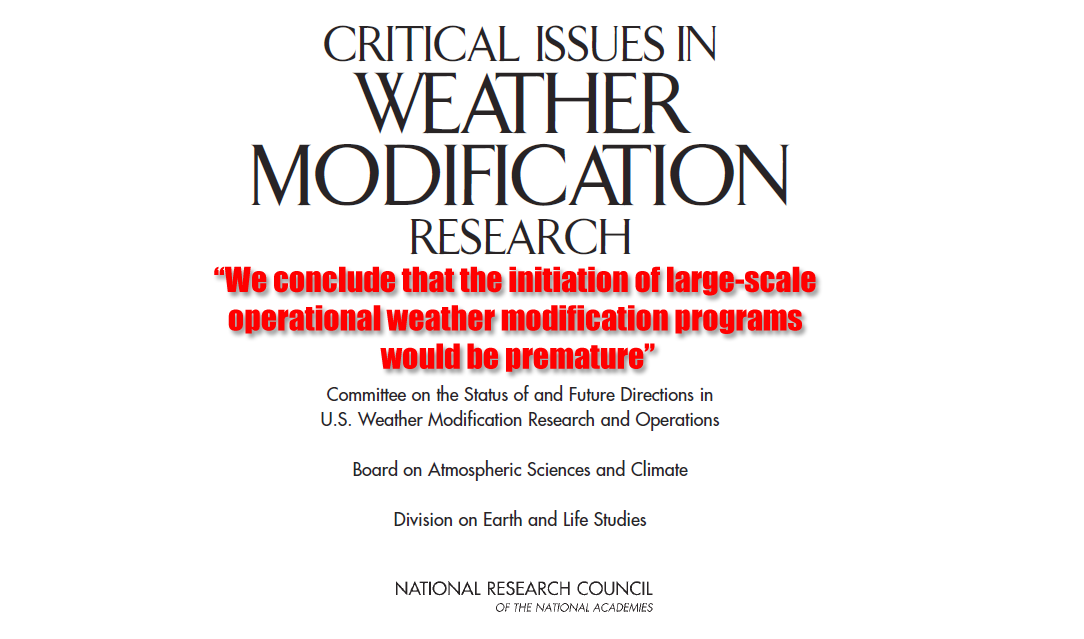 CRITICAL ISSUES IN
WEATHER
MODIFICATION
RESEARCH
“We conclude that the initiation of large-scale
operational weather modification programs
would be premature”
Committee on the Status of and Future Directions in
U.S. Weather Modification Research and Operations
Board on Atmospheric Sciences and Climate
Division on Earth and Life Studies
NATIONAL RESEARCH COUNCIL
OF THE NATIONAL ACADEMIES